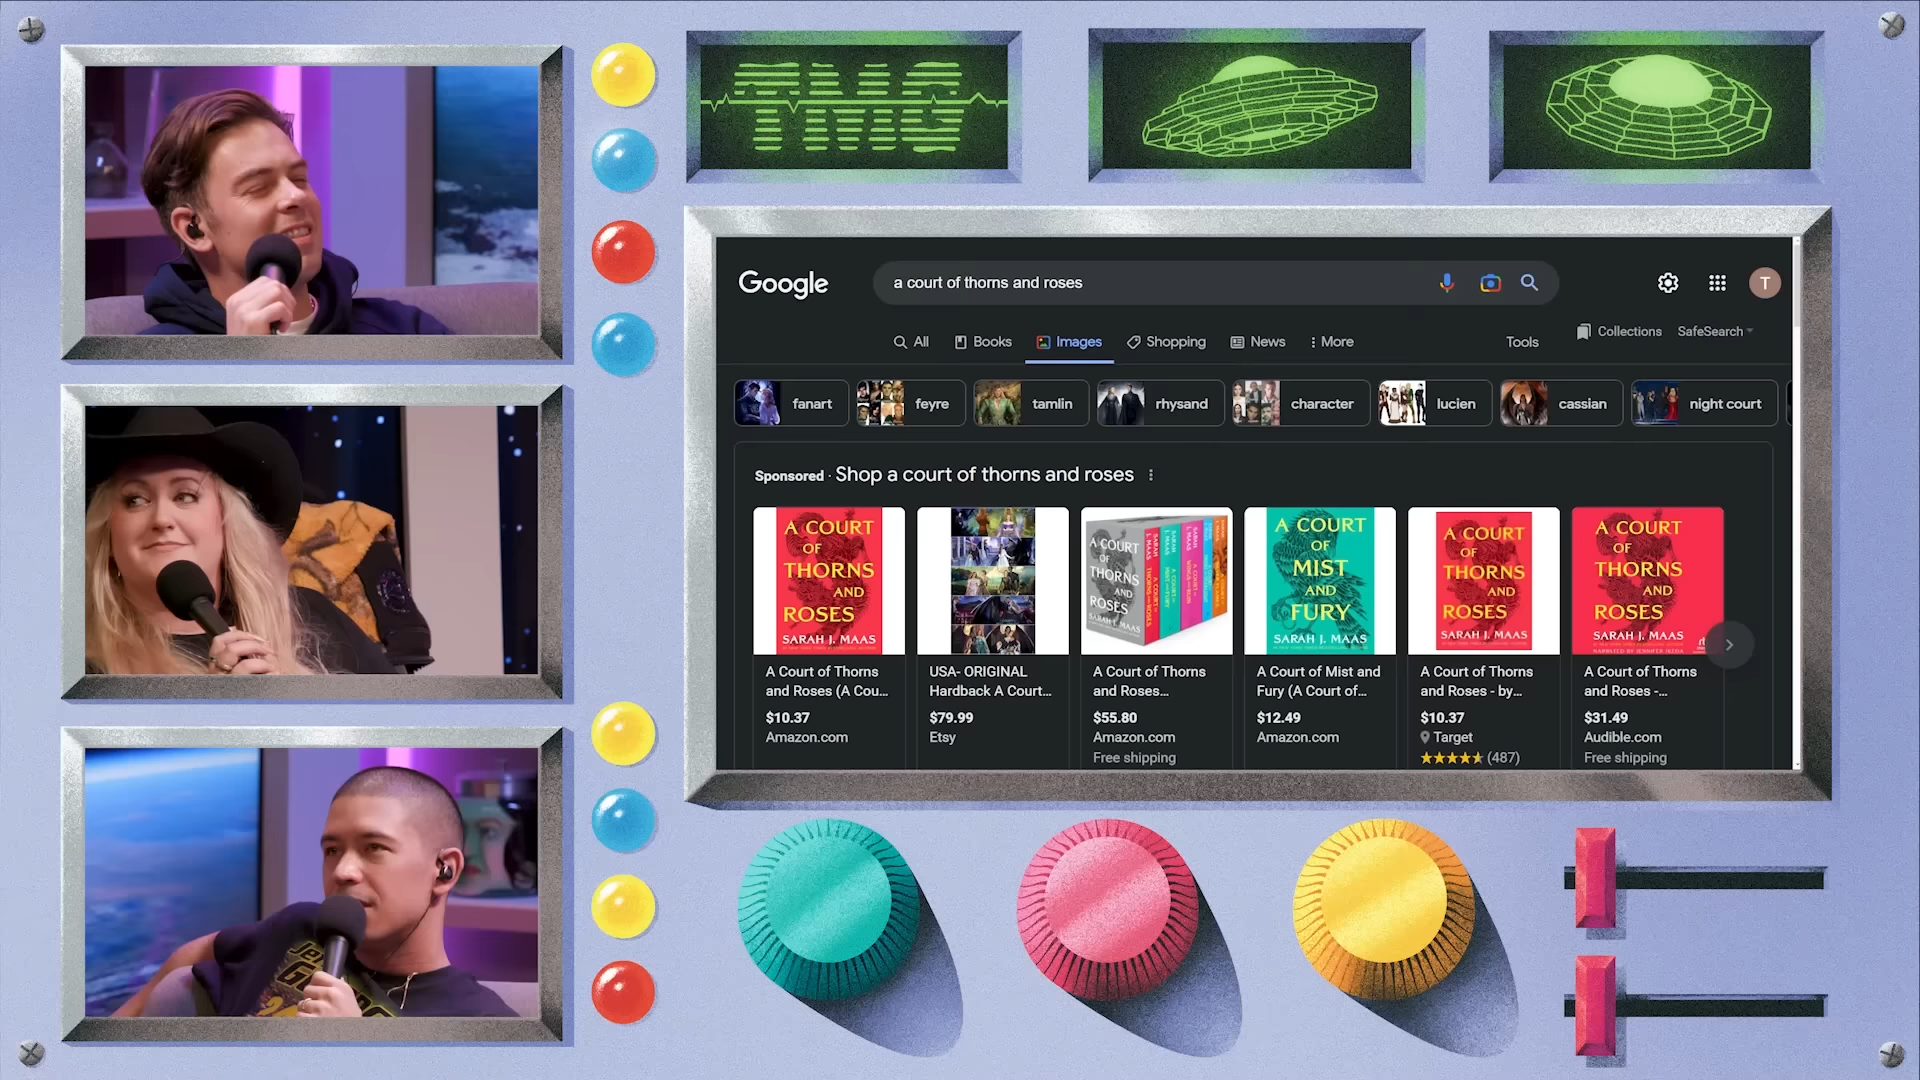 TMG
Google
a court of thorns and roses
T
All
Books
Images
Shopping
News
More
Tools
Collections
SafeSearch
fanart
feyre
tamlin
rhysand
character
lucien
cassian
night court
Sponsored · Shop a court of thorns and roses
A COURT
OF
THORNS
AND
ROSES
SARAH J. MAAS
A COURT
OF
THORNS
AND
ROSES
SARAH J. MAAS
A COURT
OF
MIST
AND
FURY
SARAH J. MAAS
A COURT
OF
THORNS
AND
ROSES
SARAH J. MAAS
A COURT
OF
THORNS
AND
ROSES
SARAH J. MAAS
A Court of Thorns
and Roses (A Cou...
$10.37
Amazon.com
USA- ORIGINAL
Hardback A Court...
$79.99
Etsy
A Court of Thorns
and Roses...
$55.80
Amazon.com
Free shipping
A Court of Mist and
Fury (A Court of...
$12.49
Amazon.com
A Court of Thorns
and Roses - by...
$10.37
Target
(487)
A Court of Thorns
and Roses -...
$31.49
Audible.com
Free shipping